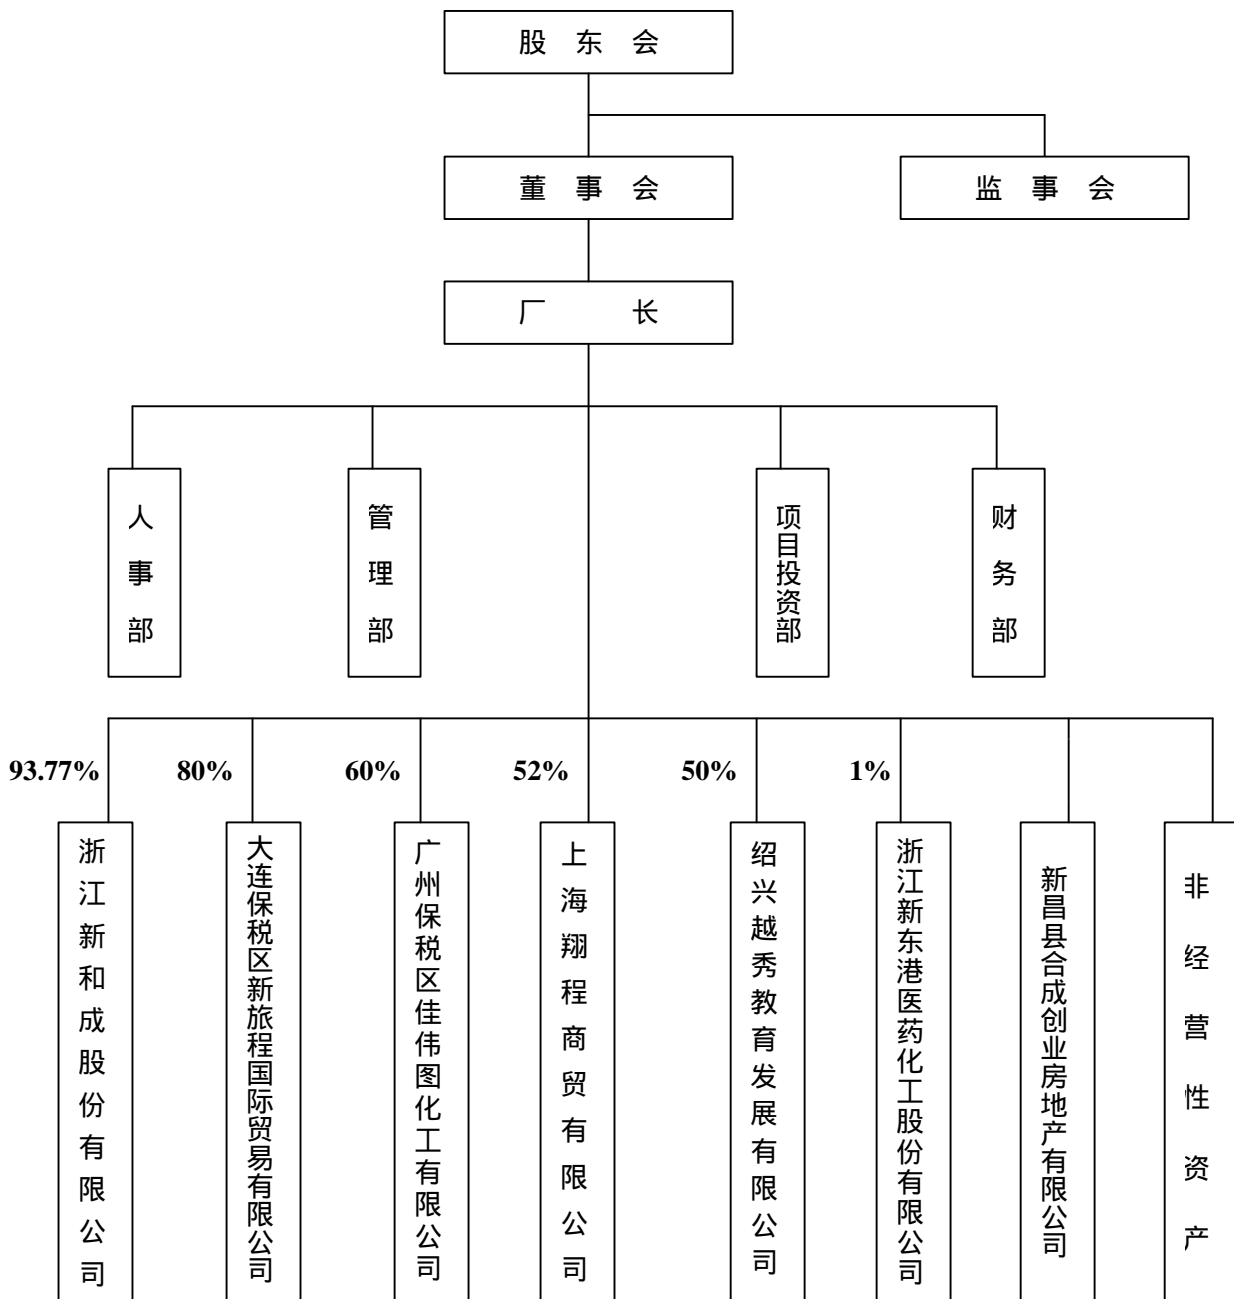 股 东 会
董 事 会
监 事 会
厂 长
人事部
管理部
项目投资部
财务部
93.77%
80%
60%
52%
50%
1%
浙江新和成股份有限公司
大连保税区新旅程国际贸易有限公司
广州保税区佳伟图化工有限公司
上海翔程商贸有限公司
绍兴越秀教育发展有限公司
浙江新东港医药化工股份有限公司
新昌县合成创业房地产有限公司
非经营性资产